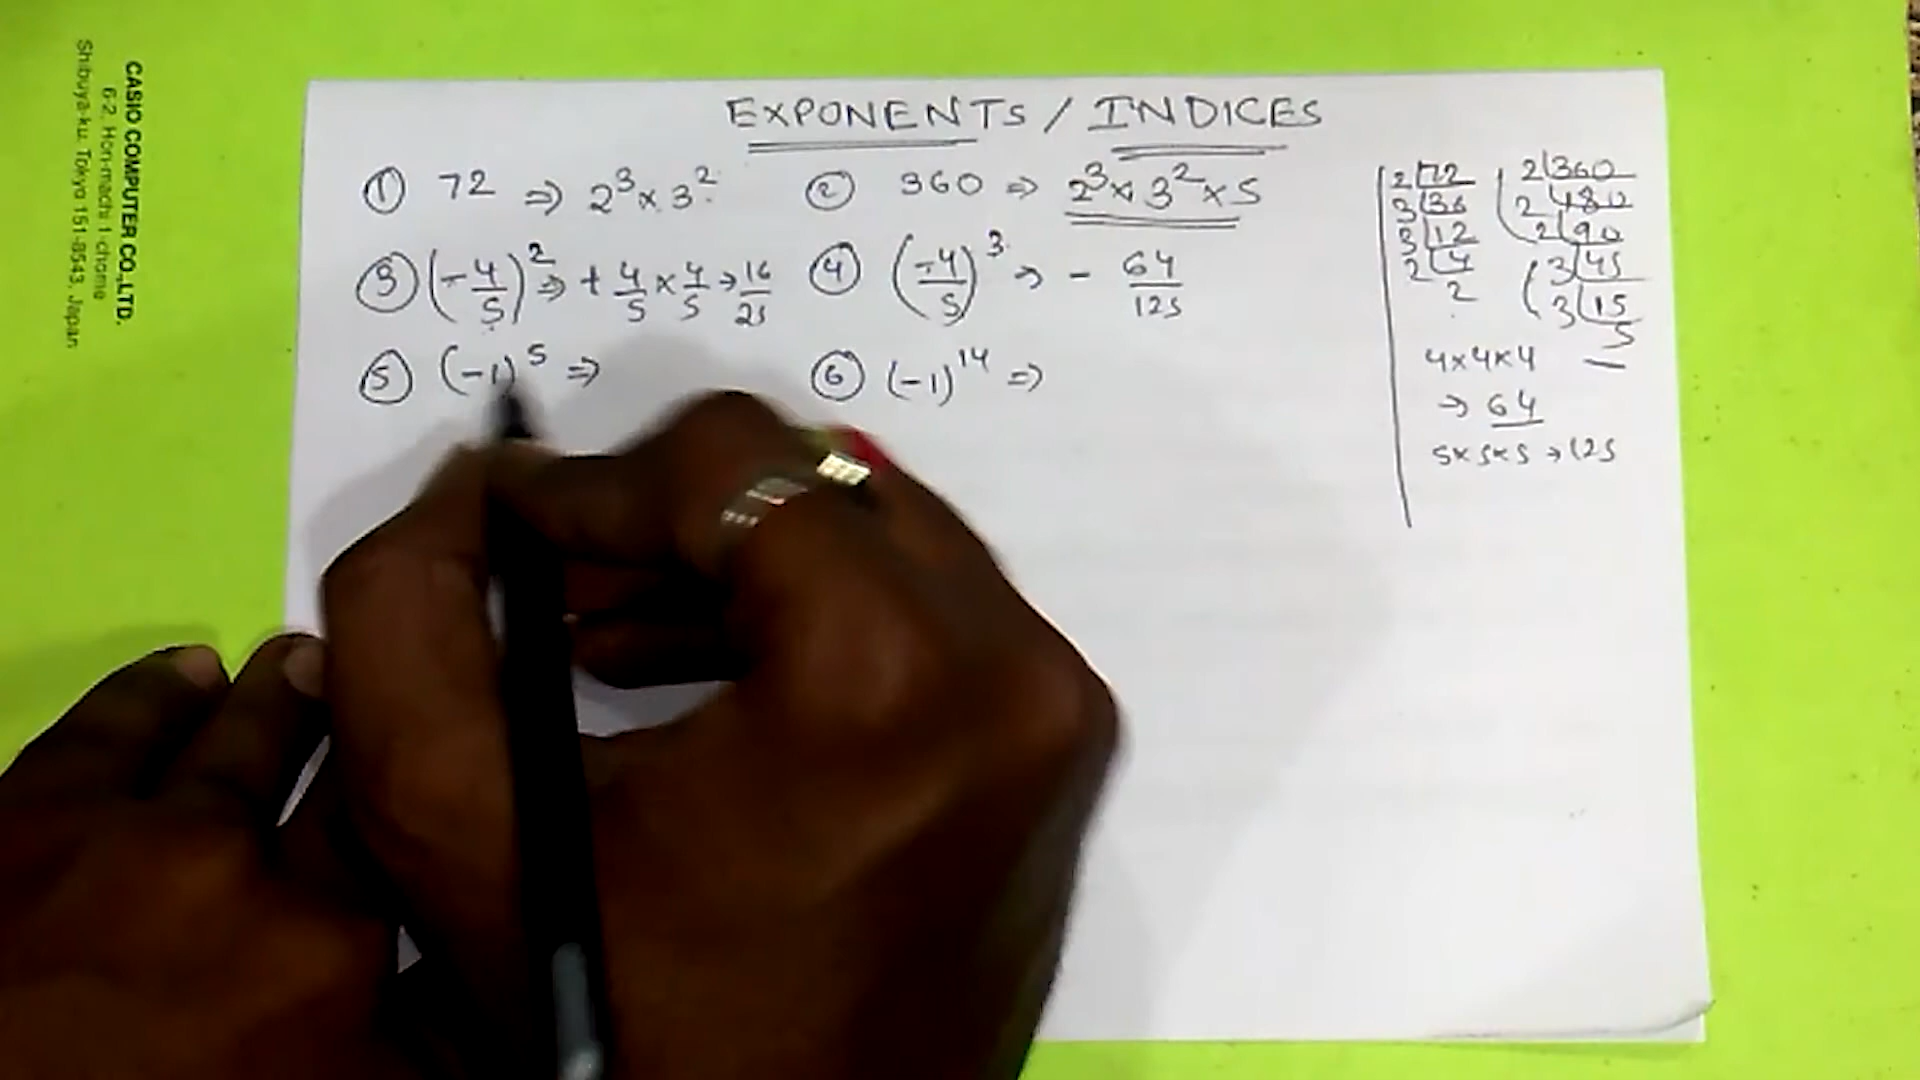 EXPONENTS / INDICES
① 72 ⇒ 2³ × 3²
② 360 ⇒ 2³ × 3² × 5
③ (-4/5)² ⇒ + 4/5 × 4/5 → 16/25
④ (-4/5)³ → - 64/125
⑤ (-1)⁵ ⇒
⑥ (-1)¹⁴ ⇒
2|72
3|36
3|12
2|4
2
2|360
2|180
2|90
3|45
3|15
5
4×4×4
→ 64
5×5×5 → 125
CASIO COMPUTER CO., LTD.
6-2, Hon-machi 1-chome
Shibuya-ku, Tokyo 151-8543, Japan